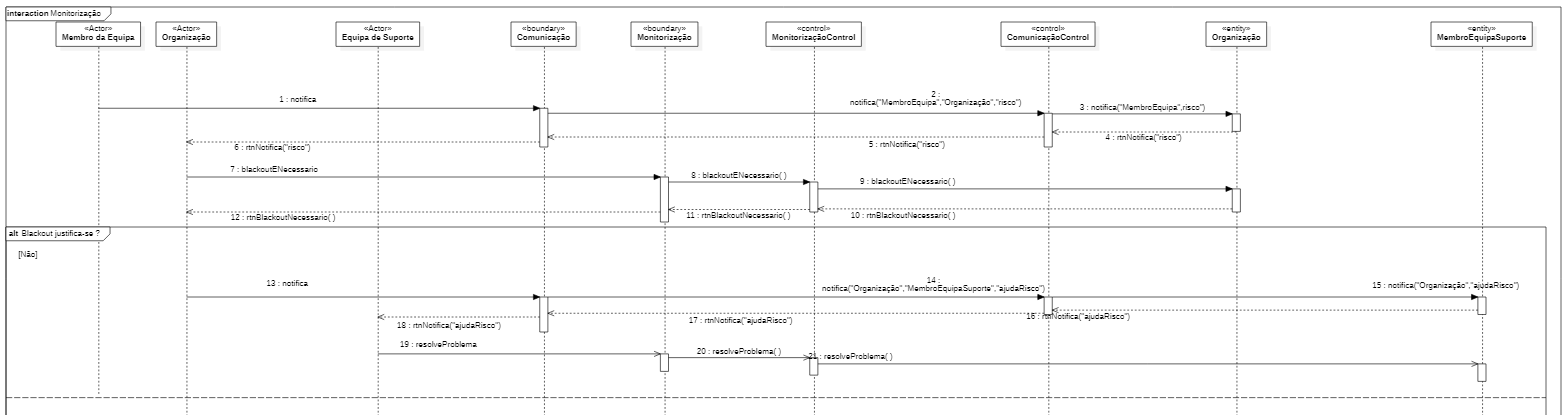 interaction Monitorização
«Actor»
Membro da Equipa
«Actor»
Organização
«Actor»
Equipa de Suporte
«boundary»
Comunicação
«boundary»
Monitorização
«control»
MonitorizaçãoControl
«control»
ComunicaçãoControl
«entity»
Organização
«entity»
MembroEquipaSuporte
1 : notifica
2 :
notifica("MembroEquipa","Organização","risco")
3 : notifica("MembroEquipa",risco")
4 : rtnNotifica("risco")
5 : rtnNotifica("risco")
6 : rtnNotifica("risco")
7 : blackoutENecessario
8 : blackoutENecessario( )
9 : blackoutENecessario( )
10 : rtnBlackoutNecessario( )
11 : rtnBlackoutNecessario( )
12 : rtnBlackoutNecessario( )
alt Blackout justifica-se ?
[Não]
13 : notifica
14 :
notifica("Organização","MembroEquipaSuporte","ajudaRisco")
15 : notifica("Organização","ajudaRisco")
16 : rtnNotifica("ajudaRisco")
17 : rtnNotifica("ajudaRisco")
18 : rtnNotifica("ajudaRisco")
19 : resolveProblema
20 : resolveProblema( )
21 : resolveProblema( )